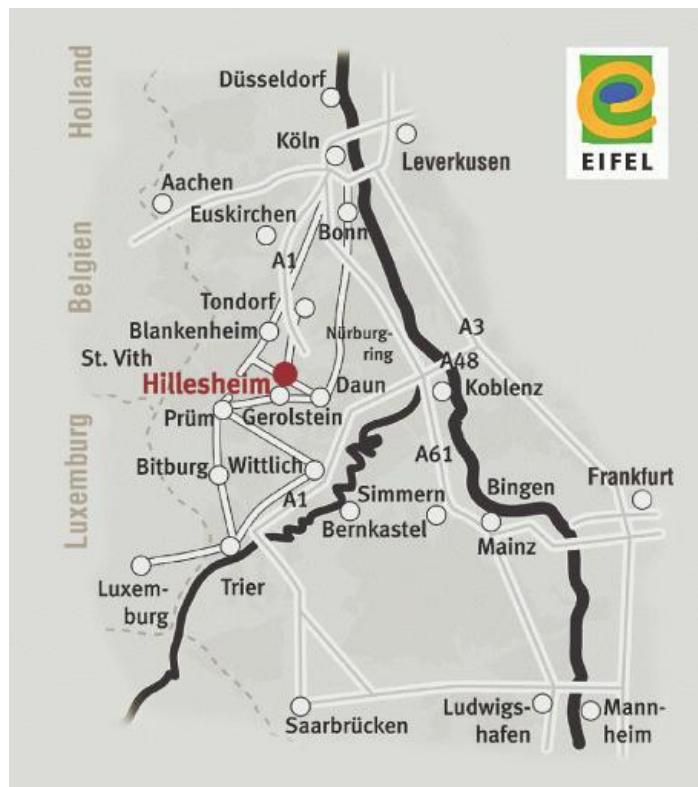 Holland
Düsseldorf
EIFEL
Köln
Leverkusen
Aachen
Euskirchen
Bonn
Belgien
A1
Tondorf
Blankenheim
Nürburg-
ring
A3
St. Vith
A48
Hillesheim
Daun
Koblenz
Prüm
Gerolstein
Luxemburg
Bitburg
Wittlich
A61
Frankfurt
A1
Simmern
Bingen
Bernkastel
Mainz
Luxem-
burg
Trier
Saarbrücken
Ludwigs-
hafen
Mann-
heim